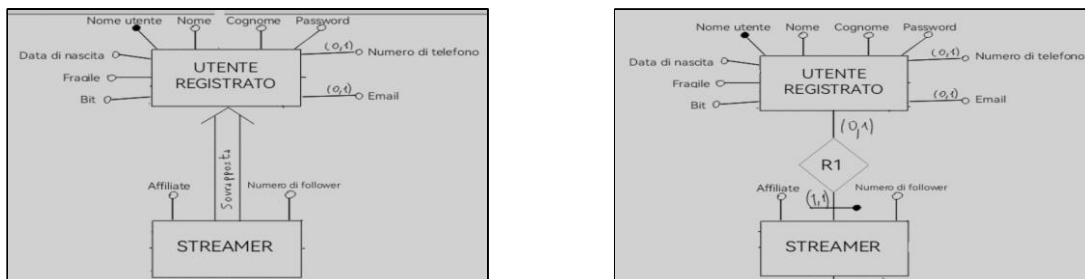 Nome utente Nome Cognome Password
Data di nascita
(0,1) Numero di telefono
Fragile
UTENTE
REGISTRATO
Bit
(0,1) Email
Sovrapposta
Affiliate Numero di follower
STREAMER
Nome utente Nome Cognome Password
Data di nascita
(0,1) Numero di telefono
Fragile
UTENTE
REGISTRATO
Bit
(0,1) Email
(0,1)
R1
Affiliate Numero di follower
(1,1)
STREAMER